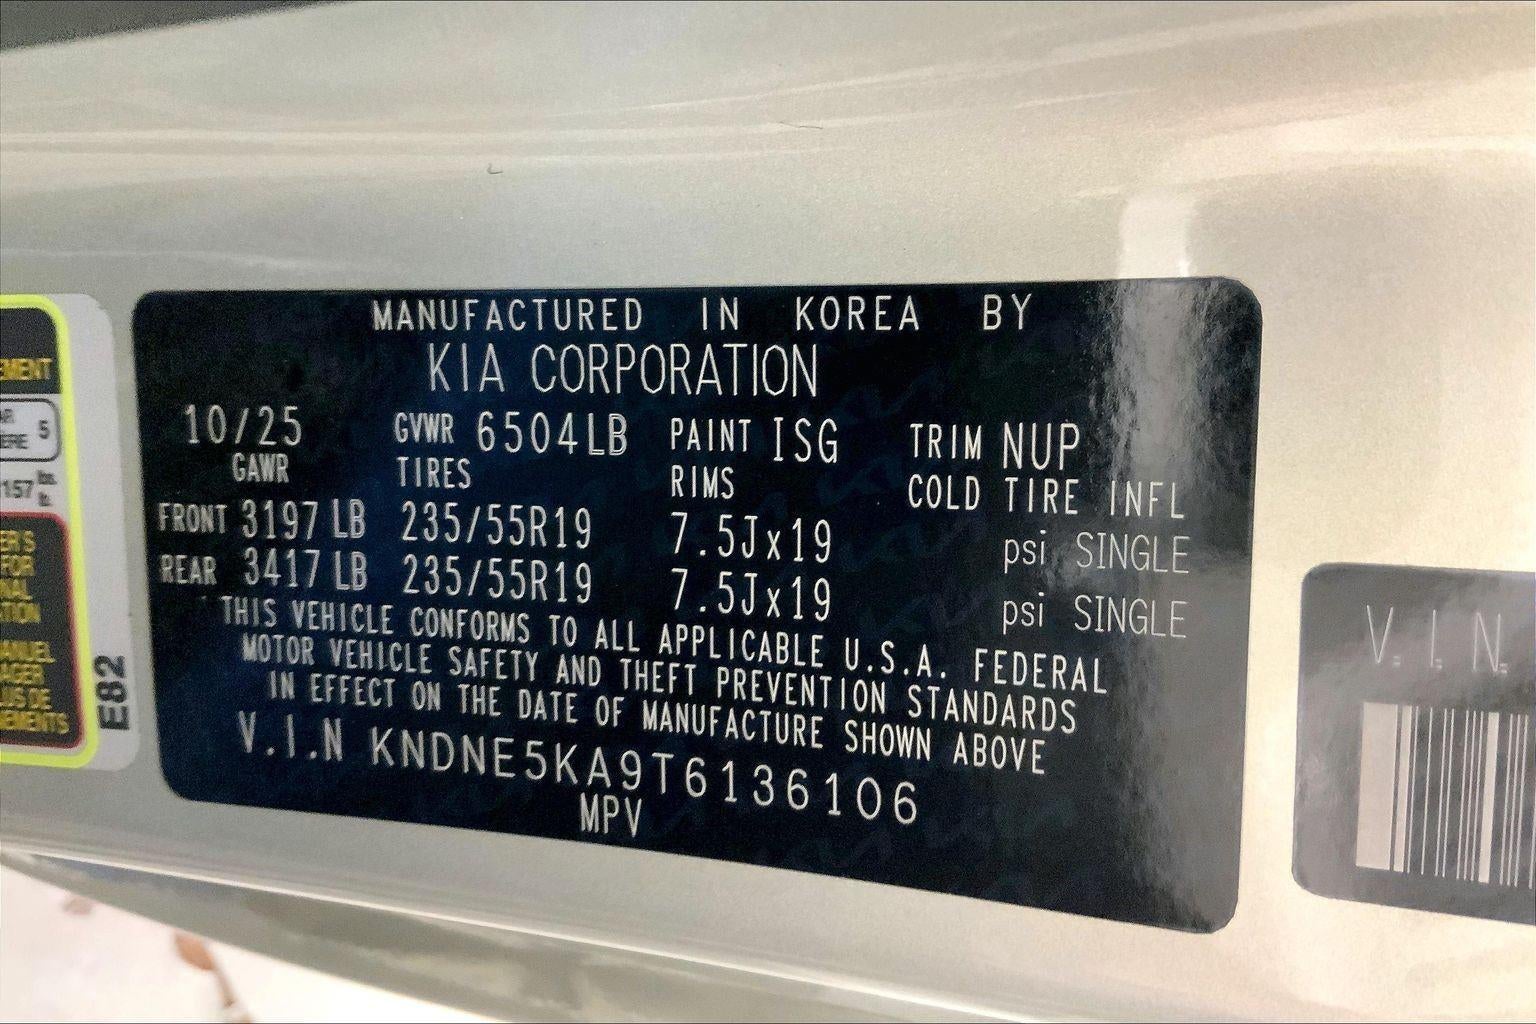 MANUFACTURED IN KOREA BY
KIA CORPORATION
10/25 GVWR 6504LB PAINT ISG TRIM NUP
GAWR TIRES RIMS COLD TIRE INFL
FRONT 3197 LB 235/55R19 7.5Jx19 psi SINGLE
REAR 3417 LB 235/55R19 7.5Jx19 psi SINGLE
THIS VEHICLE CONFORMS TO ALL APPLICABLE U.S.A. FEDERAL
MOTOR VEHICLE SAFETY AND THEFT PREVENTION STANDARDS
IN EFFECT ON THE DATE OF MANUFACTURE SHOWN ABOVE
V.I.N KNDNE5KA9T6136106
MPV
5
157
E82
V.I.N.